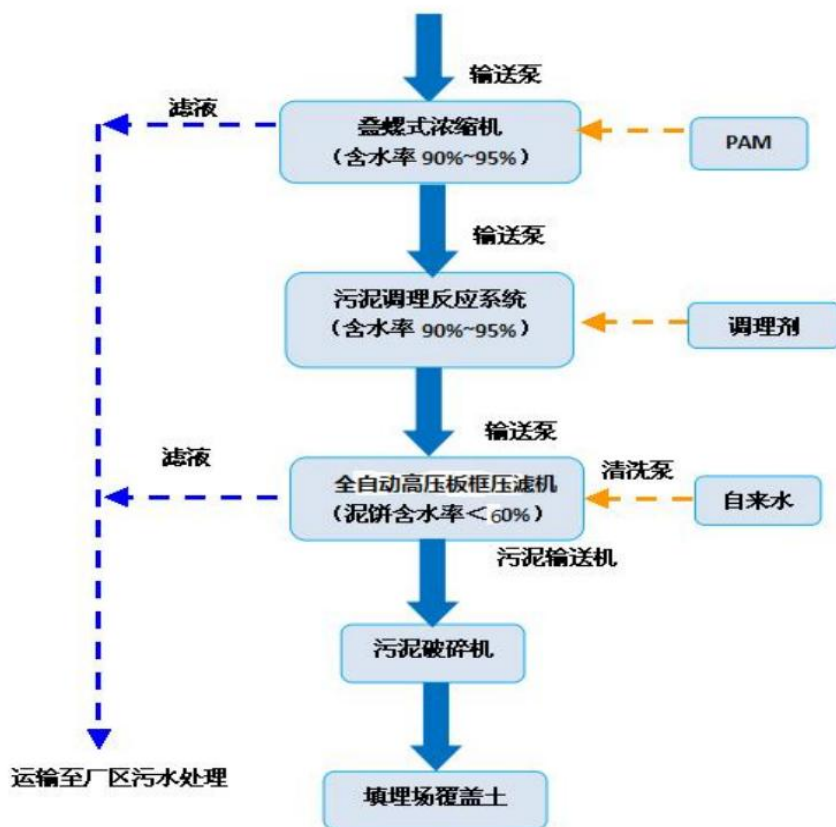 输送泵
滤液
叠螺式浓缩机
（含水率 90%~95%）
PAM
输送泵
污泥调理反应系统
（含水率 90%~95%）
调理剂
输送泵
滤液
全自动高压板框压滤机
（泥饼含水率＜60%）
清洗泵
自来水
污泥输送机
污泥破碎机
运输至厂区污水处理
填埋场覆盖土